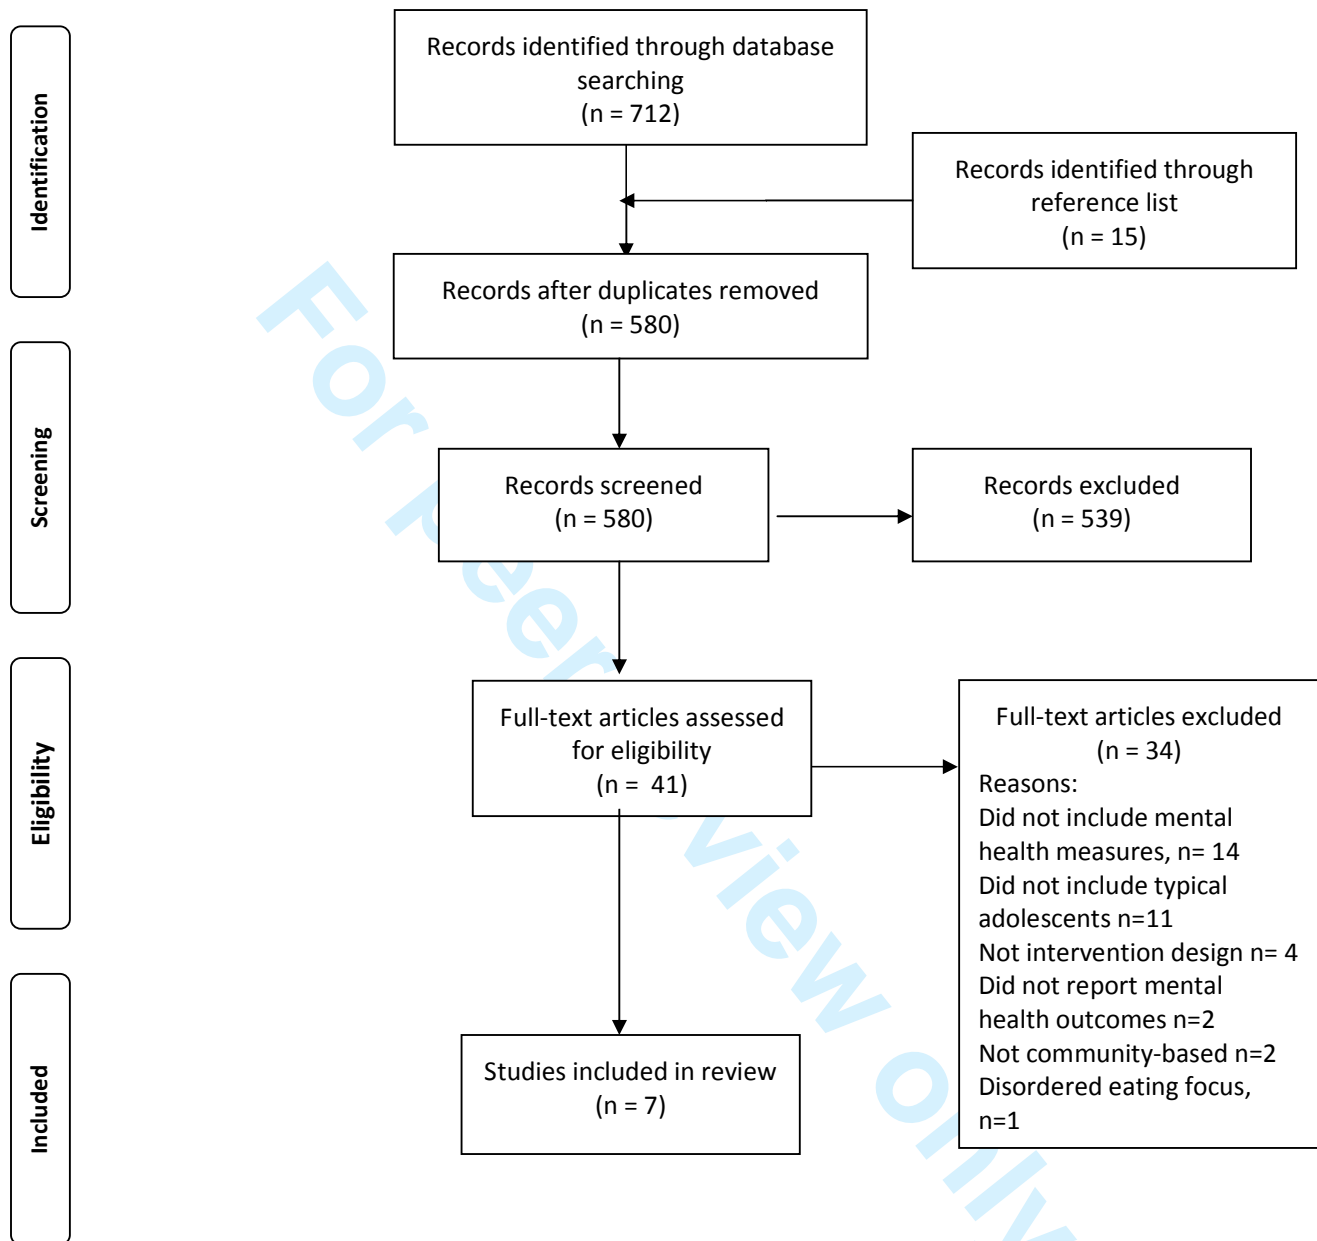 Identification
Records identified through database
searching
(n = 712)
Records identified through
reference list
(n = 15)
Records after duplicates removed
(n = 580)
Screening
Records screened
(n = 580)
Records excluded
(n = 539)
Eligibility
Full-text articles assessed
for eligibility
(n =  41)
Full-text articles excluded
(n = 34)
Reasons:
Did not include mental
health measures, n= 14
Did not include typical
adolescents n=11
Not intervention design n= 4
Did not report mental
health outcomes n=2
Not community-based n=2
Disordered eating focus,
n=1
Included
Studies included in review
(n = 7)
For peer review only